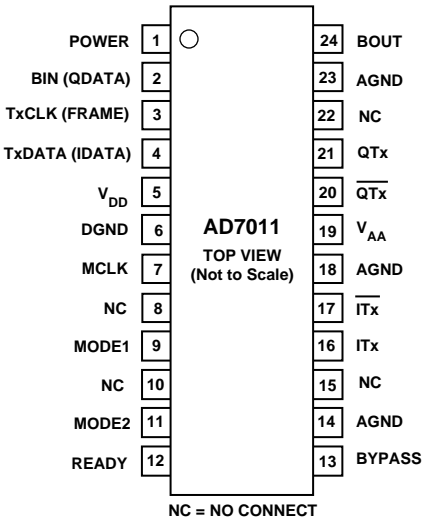 POWER 1 24 BOUT
BIN (QDATA) 2 23 AGND
TxCLK (FRAME) 3 22 NC
TxDATA (IDATA) 4 21 QTx
VDD 5 20 Q̅T̅x̅
DGND 6 19 VAA
MCLK 7 18 AGND
NC 8 17 I̅T̅x̅
MODE1 9 16 ITx
NC 10 15 NC
MODE2 11 14 AGND
READY 12 13 BYPASS
AD7011
TOP VIEW
(Not to Scale)
NC = NO CONNECT